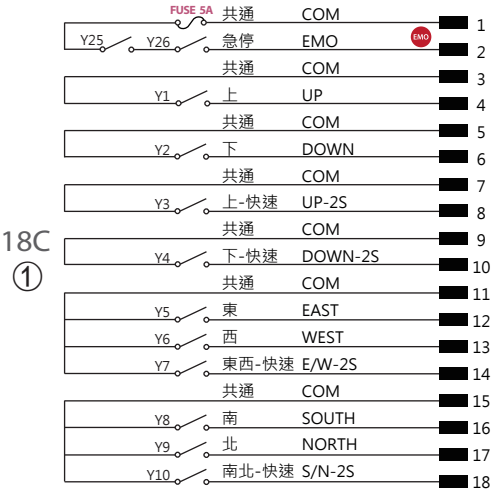 FUSE 5A 共通 COM 1
Y25 Y26 急停 EMO EMO 2
共通 COM 3
Y1 上 UP 4
共通 COM 5
Y2 下 DOWN 6
共通 COM 7
Y3 上-快速 UP-2S 8
共通 COM 9
18C
Y4 下-快速 DOWN-2S 10
①
共通 COM 11
Y5 東 EAST 12
Y6 西 WEST 13
Y7 東西-快速 E/W-2S 14
共通 COM 15
Y8 南 SOUTH 16
Y9 北 NORTH 17
Y10 南北-快速 S/N-2S 18